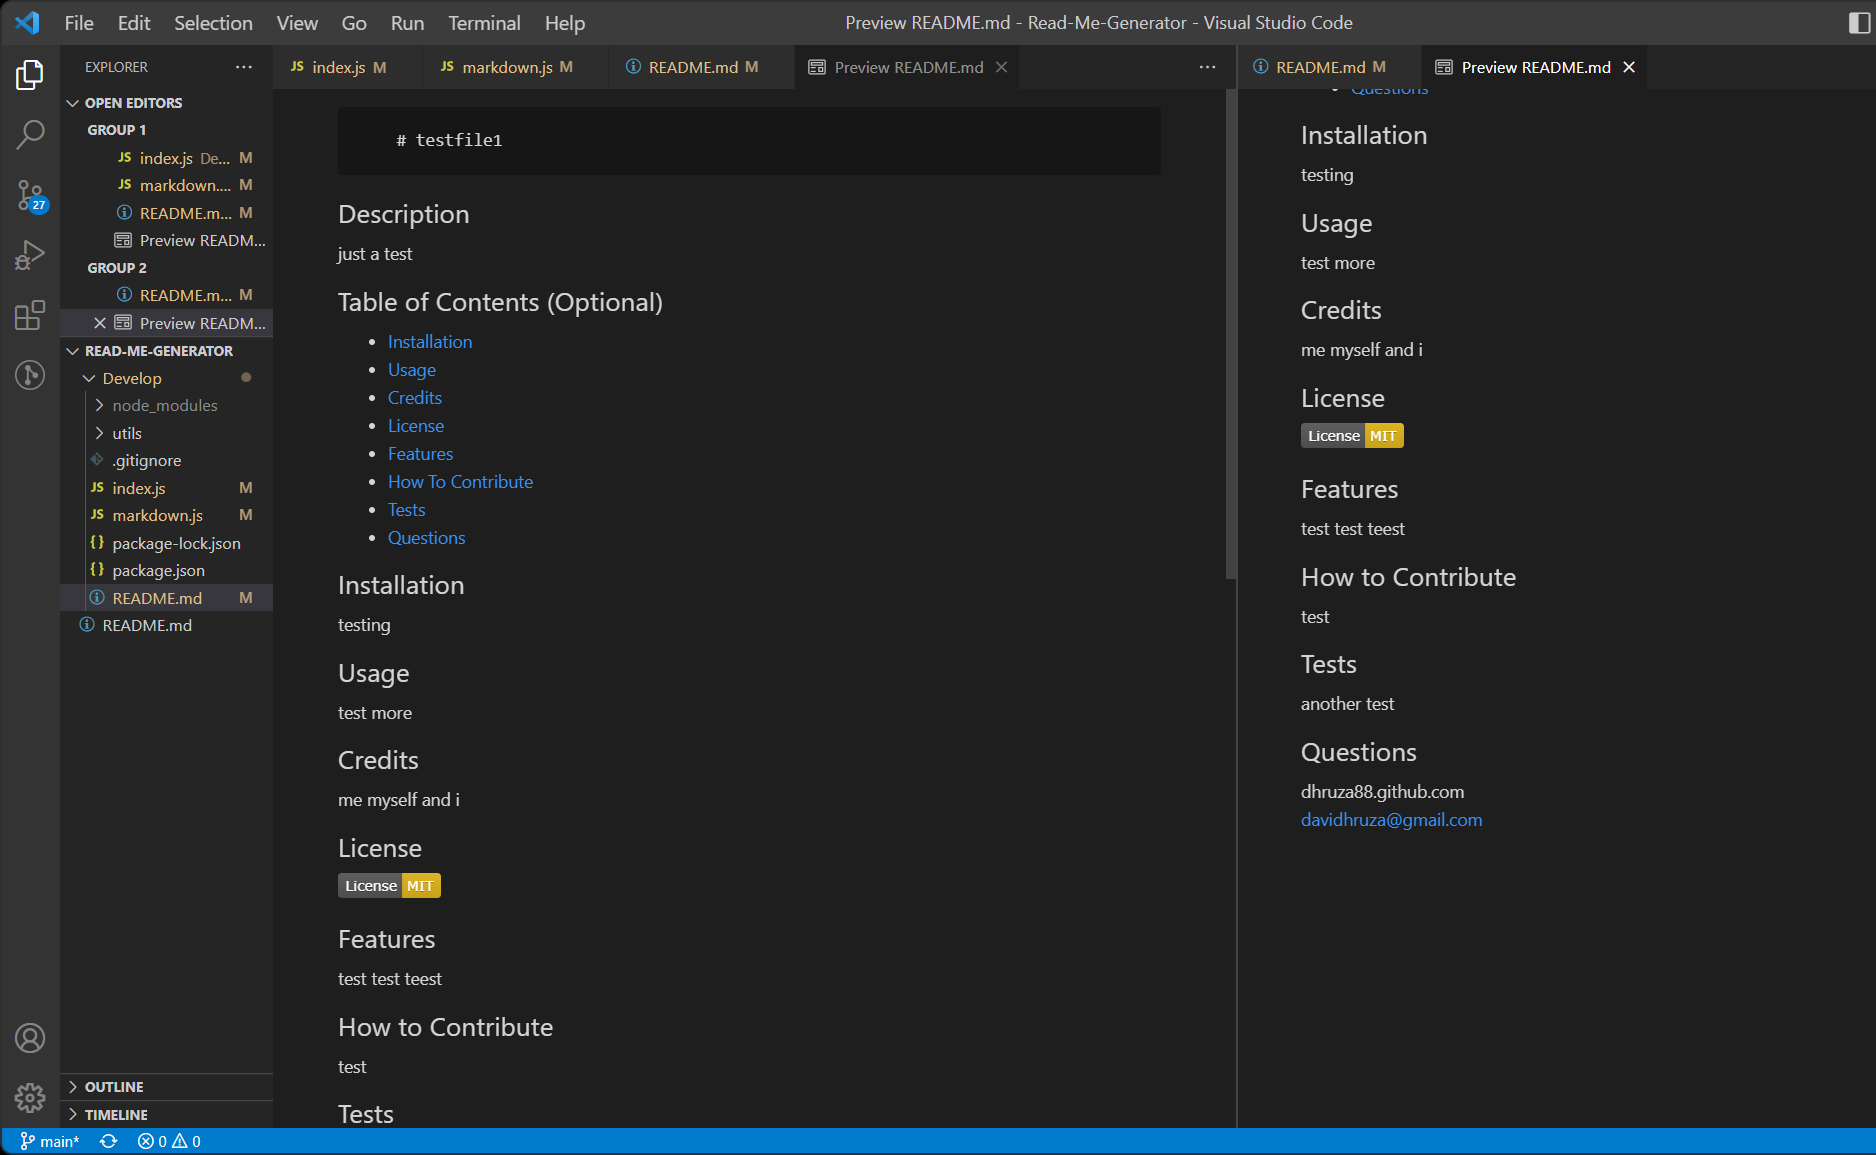 File Edit Selection View Go Run Terminal Help
Preview README.md - Read-Me-Generator - Visual Studio Code
EXPLORER
OPEN EDITORS
GROUP 1
JS index.js De... M
JS markdown.... M
README.m... M
Preview READM...
GROUP 2
README.m... M
Preview READM...
READ-ME-GENERATOR
Develop
node_modules
utils
.gitignore
JS index.js M
JS markdown.js M
{} package-lock.json
{} package.json
README.md M
README.md
OUTLINE
TIMELINE
27
JS index.js M
JS markdown.js M
README.md M
Preview README.md
# testfile1
Description
just a test
Table of Contents (Optional)
• Installation
• Usage
• Credits
• License
• Features
• How To Contribute
• Tests
• Questions
Installation
testing
Usage
test more
Credits
me myself and i
License
License MIT
Features
test test teest
How to Contribute
test
Tests
README.md M
Preview README.md
• Questions
Installation
testing
Usage
test more
Credits
me myself and i
License
License MIT
Features
test test teest
How to Contribute
test
Tests
another test
Questions
dhruza88.github.com
davidhruza@gmail.com
main* 0 0